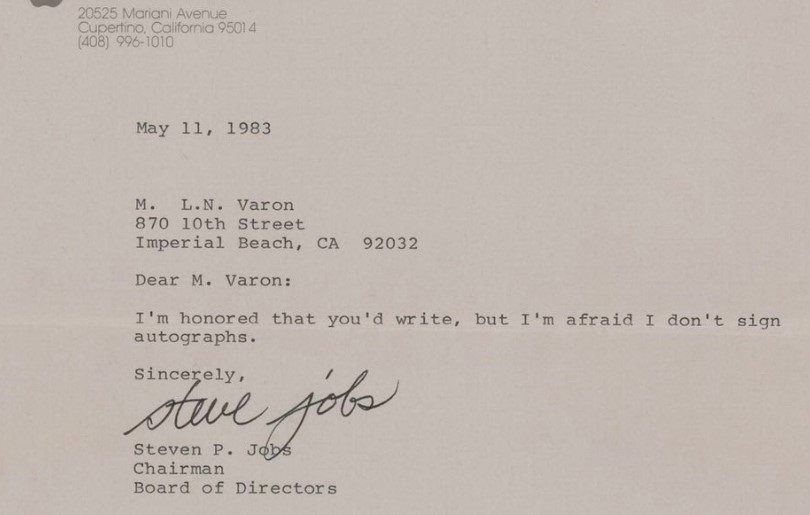 20525 Mariani Avenue
Cupertino, California 95014
(408) 996-1010
May 11, 1983
M. L.N. Varon
870 10th Street
Imperial Beach, CA 92032
Dear M. Varon:
I'm honored that you'd write, but I'm afraid I don't sign
autographs.
Sincerely,
steve jobs
Steven P. Jobs
Chairman
Board of Directors